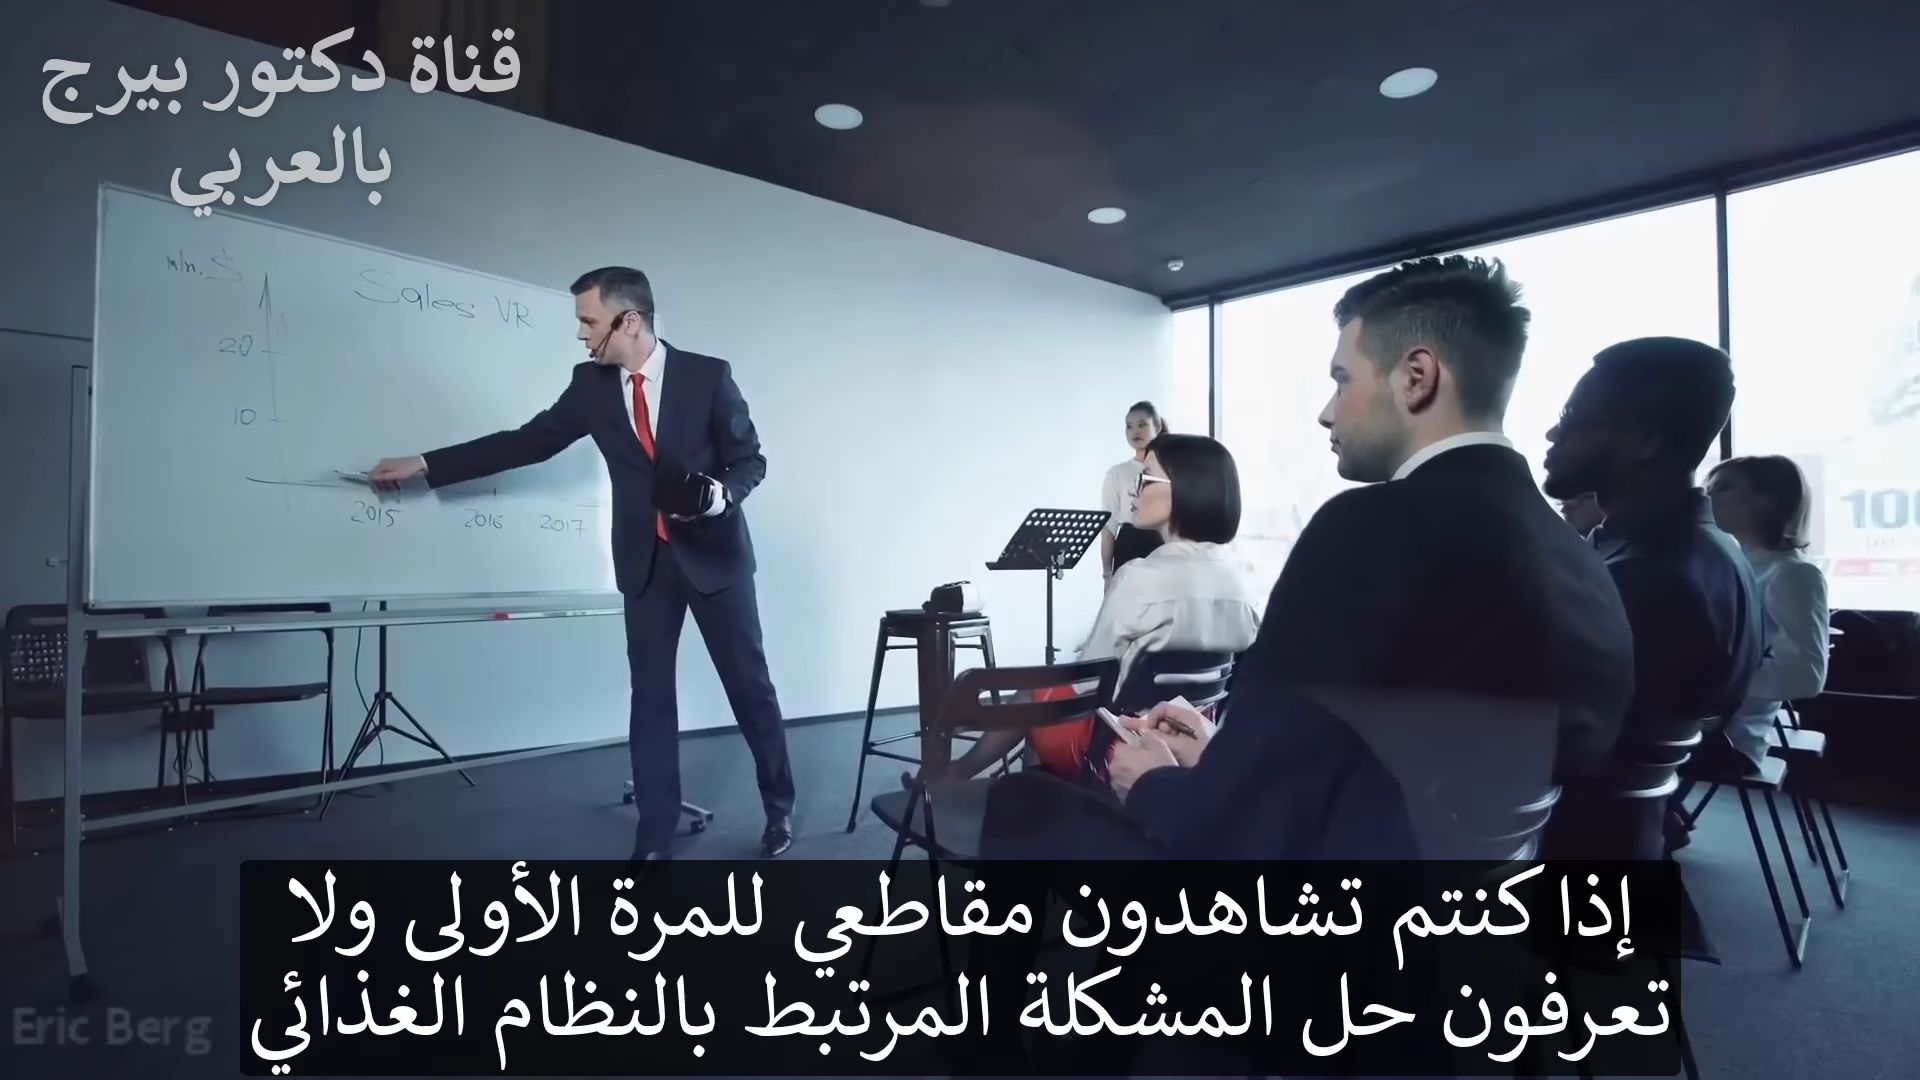 قناة دكتور بيرج
بالعربي
mln. $
Sales VR
20
10
2015 2016 2017
100
إذا كنتم تشاهدون مقاطعي للمرة الأولى ولا
تعرفون حل المشكلة المرتبط بالنظام الغذائي
Eric Berg